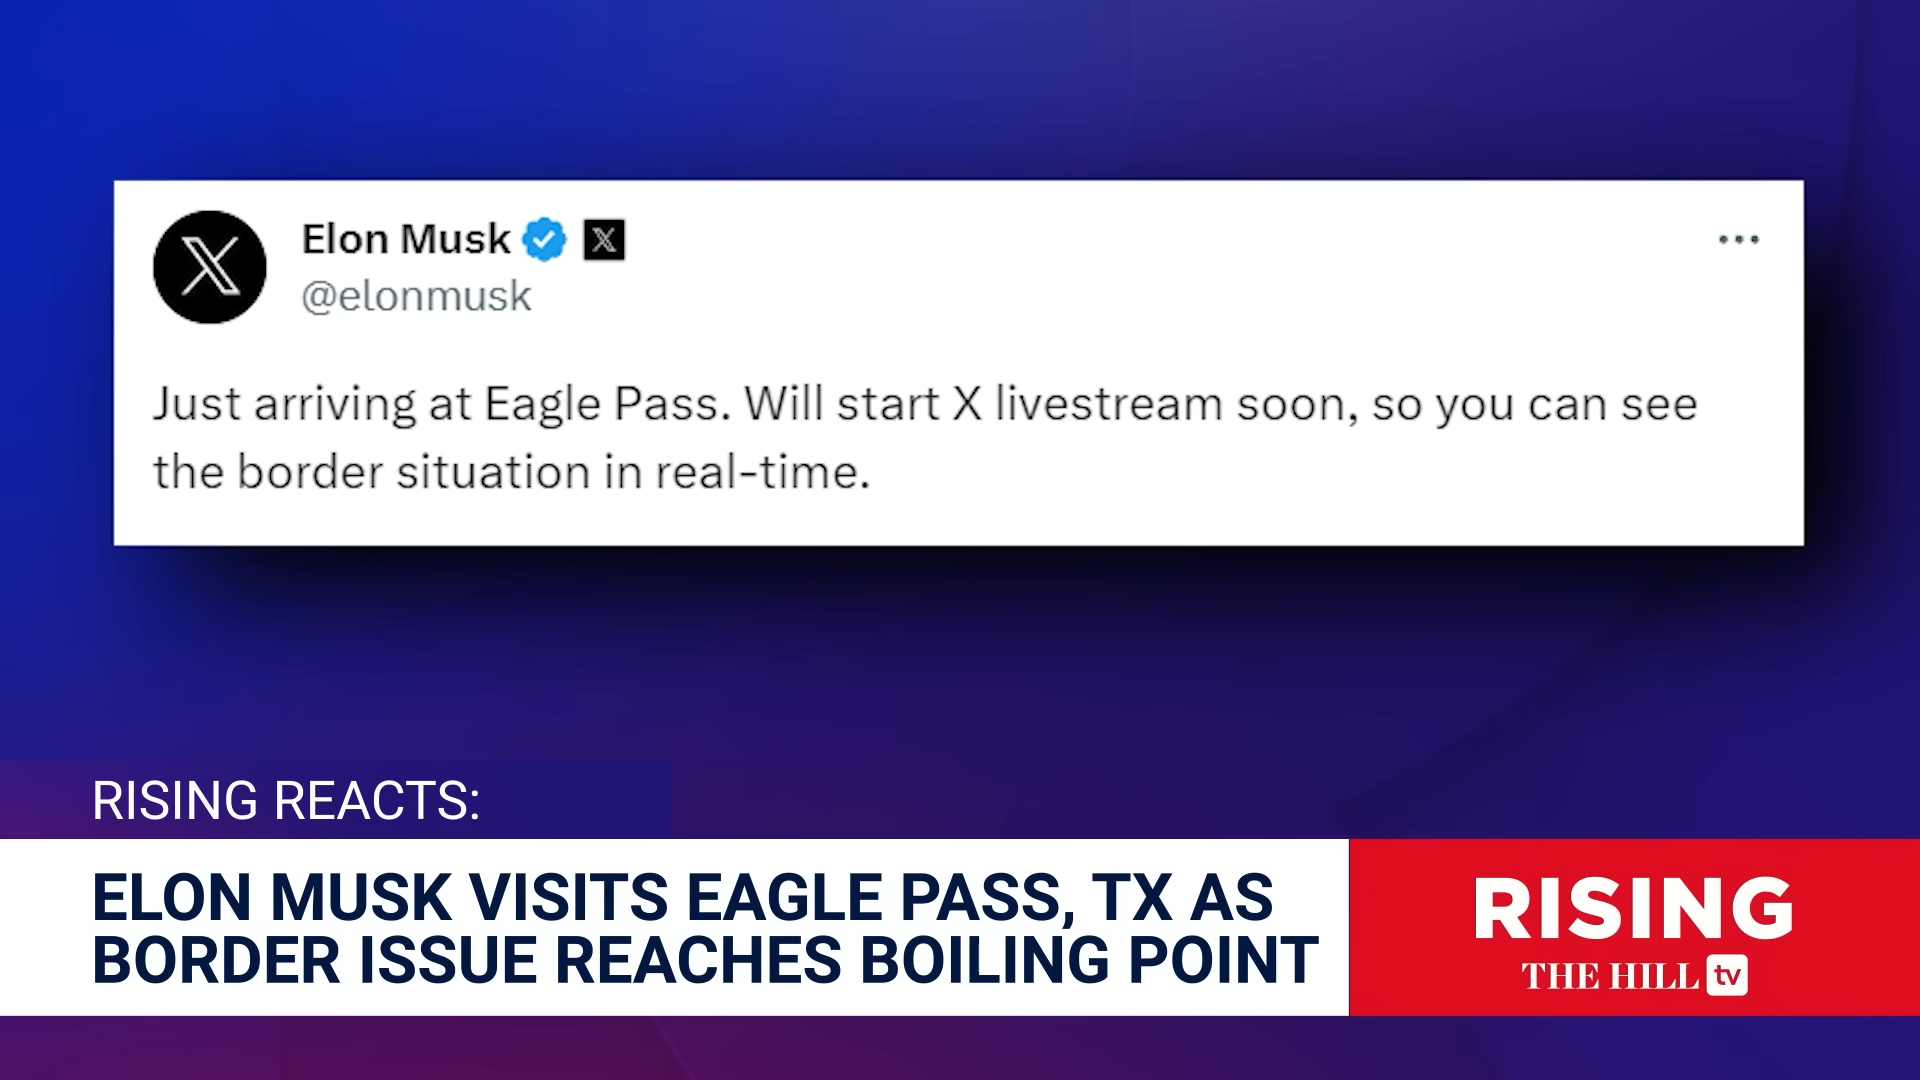 Elon Musk
@elonmusk
Just arriving at Eagle Pass. Will start X livestream soon, so you can see
the border situation in real-time.
RISING REACTS:
ELON MUSK VISITS EAGLE PASS, TX AS
BORDER ISSUE REACHES BOILING POINT
RISING
THE HILL tv